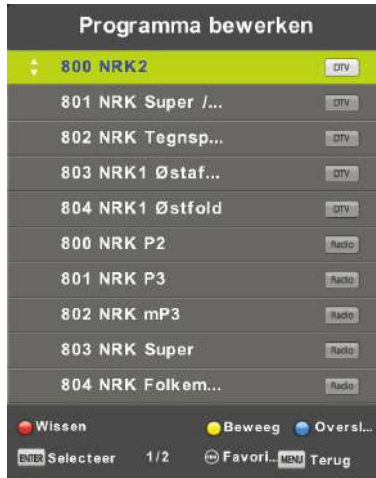 Programma bewerken
800 NRK2 DTV
801 NRK Super /... DTV
802 NRK Tegnsp... DTV
803 NRK1 Østaf... DTV
804 NRK1 Østfold DTV
800 NRK P2 Radio
801 NRK P3 Radio
802 NRK mP3 Radio
803 NRK Super Radio
804 NRK Folkem... Radio
Wissen Beweeg Oversl...
ENTER Selecteer 1/2 Favori... MENU Terug